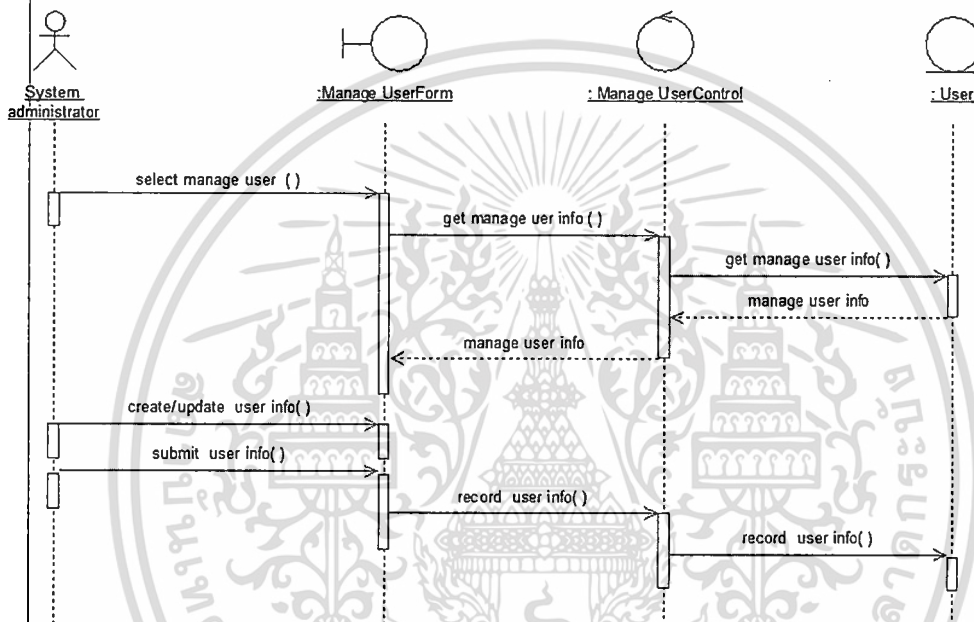 System
administrator
:Manage UserForm
: Manage UserControl
: User
select manage user ()
get manage uer info ( )
get manage user info( )
manage user info
manage user info
create/update user info( )
submit user info( )
record user info( )
record user info( )